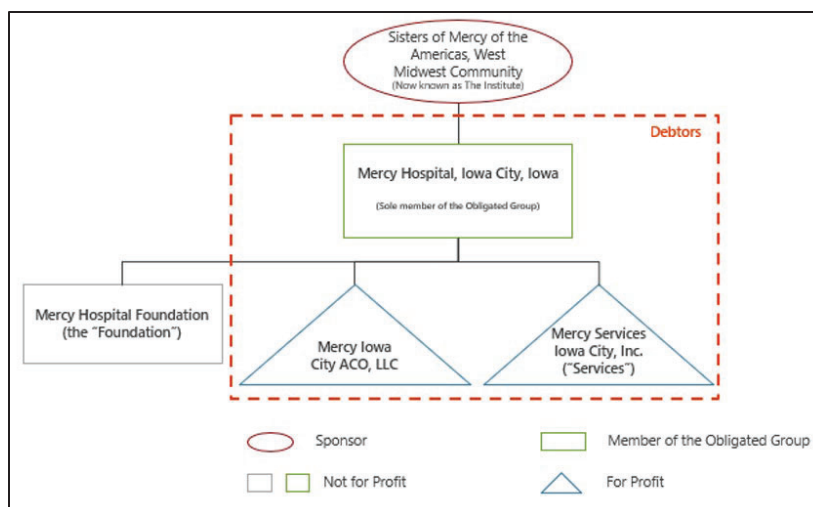 Sisters of Mercy of the
Americas, West
Midwest Community
(Now known as The Institute)
Debtors
Mercy Hospital, Iowa City, Iowa
(Sole member of the Obligated Group)
Mercy Hospital Foundation
(the “Foundation”)
Mercy Iowa
City ACO, LLC
Mercy Services
Iowa City, Inc.
(“Services”)
Sponsor
Member of the Obligated Group
Not for Profit
For Profit